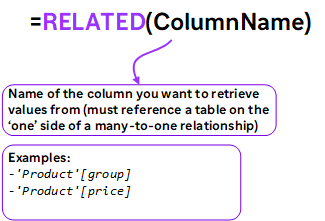 =RELATED(ColumnName)
Name of the column you want to retrieve
values from (must reference a table on the
‘one’ side of a many-to-one relationship)
Examples:
-'Product'[group]
-'Product'[price]